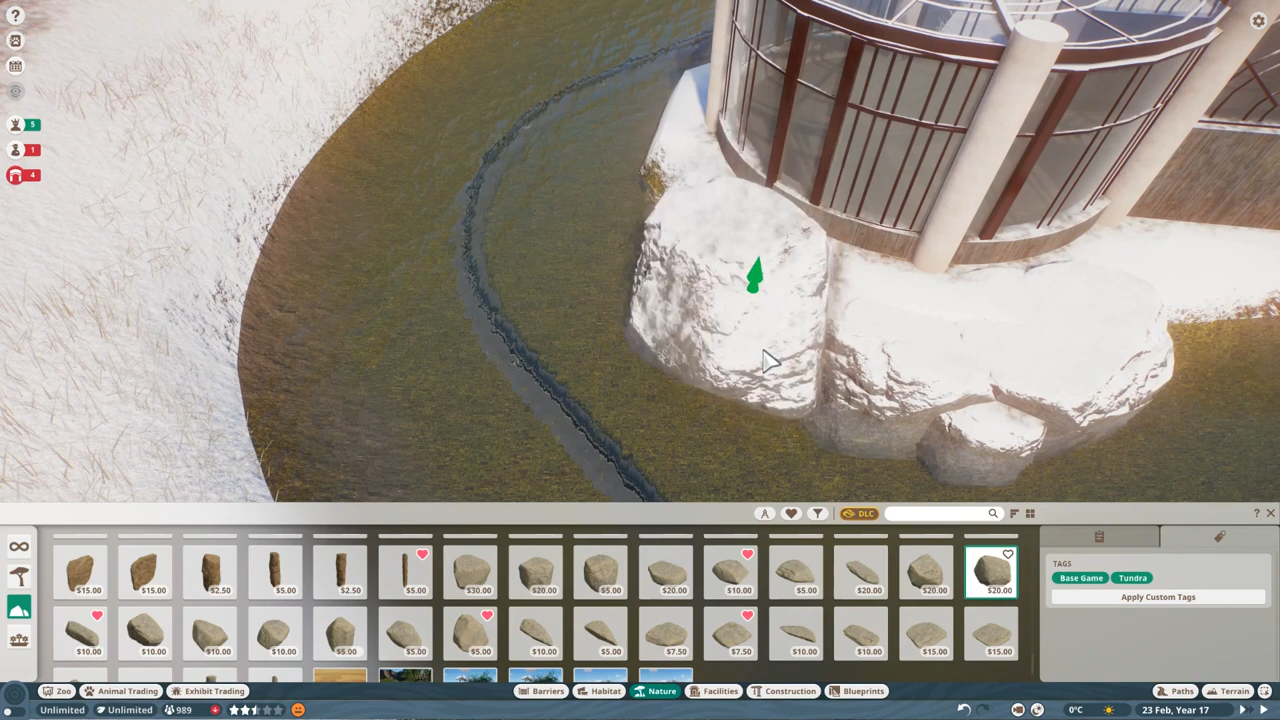 ?
5
1
4
DLC
?
$15.00 $15.00 $2.50 $5.00 $2.50 $5.00 $30.00 $20.00 $5.00 $20.00 $10.00 $5.00 $20.00 $20.00 $20.00
$10.00 $10.00 $10.00 $10.00 $5.00 $5.00 $5.00 $10.00 $5.00 $7.50 $7.50 $10.00 $10.00 $15.00 $15.00
TAGS
Base Game Tundra
Apply Custom Tags
Zoo Animal Trading Exhibit Trading Barriers Habitat Nature Facilities Construction Blueprints Paths Terrain
Unlimited Unlimited 989 0°C 23 Feb, Year 17